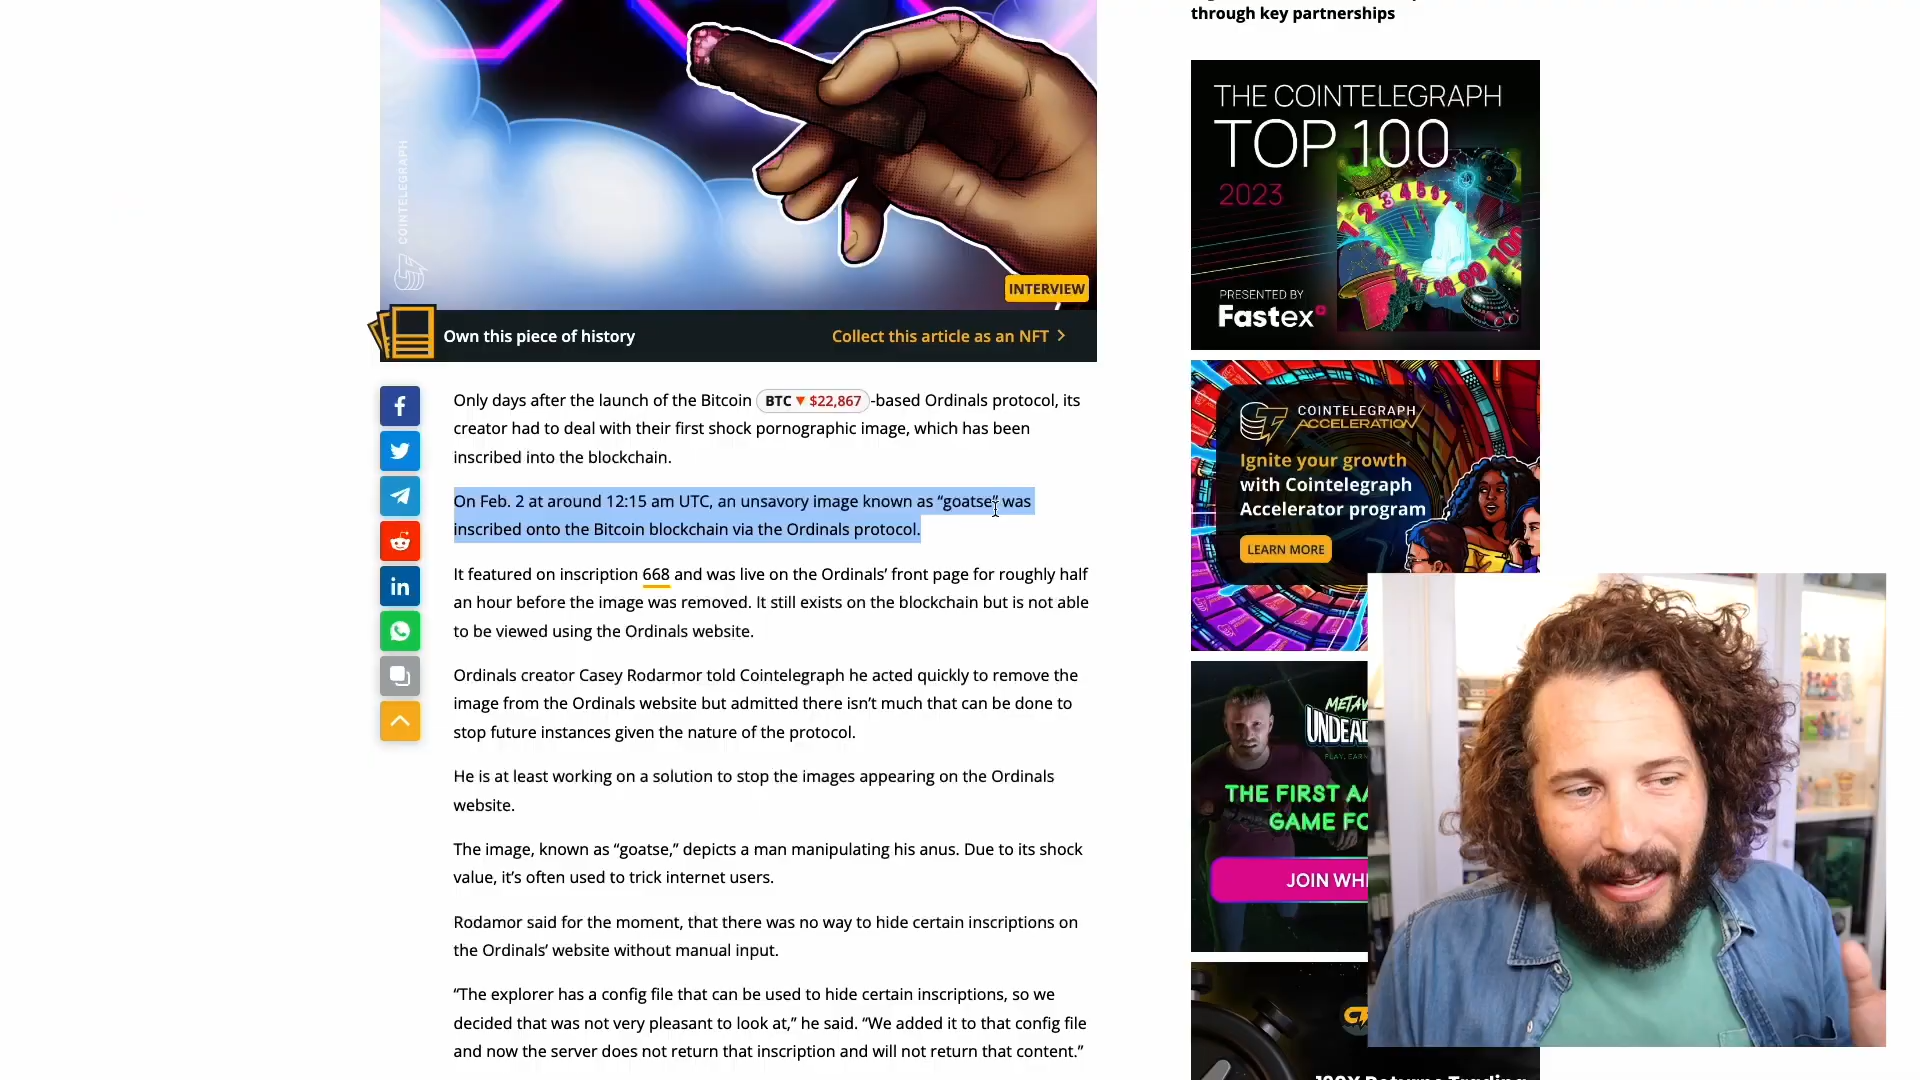 through key partnerships
THE COINTELEGRAPH
TOP 100
2023
PRESENTED BY
Fastex
COINTELEGRAPH
INTERVIEW
Own this piece of history
Collect this article as an NFT
Only days after the launch of the Bitcoin BTC ▼ $22,867 -based Ordinals protocol, its
creator had to deal with their first shock pornographic image, which has been
inscribed into the blockchain.
On Feb. 2 at around 12:15 am UTC, an unsavory image known as “goatse” was
inscribed onto the Bitcoin blockchain via the Ordinals protocol.
It featured on inscription 668 and was live on the Ordinals’ front page for roughly half
an hour before the image was removed. It still exists on the blockchain but is not able
to be viewed using the Ordinals website.
Ordinals creator Casey Rodarmor told Cointelegraph he acted quickly to remove the
image from the Ordinals website but admitted there isn’t much that can be done to
stop future instances given the nature of the protocol.
He is at least working on a solution to stop the images appearing on the Ordinals
website.
The image, known as “goatse,” depicts a man manipulating his anus. Due to its shock
value, it’s often used to trick internet users.
Rodamor said for the moment, that there was no way to hide certain inscriptions on
the Ordinals’ website without manual input.
“The explorer has a config file that can be used to hide certain inscriptions, so we
decided that was not very pleasant to look at,” he said. “We added it to that config file
and now the server does not return that inscription and will not return that content.”
COINTELEGRAPH
ACCELERATION
Ignite your growth
with Cointelegraph
Accelerator program
LEARN MORE
THE FIRST
GAME
JOIN